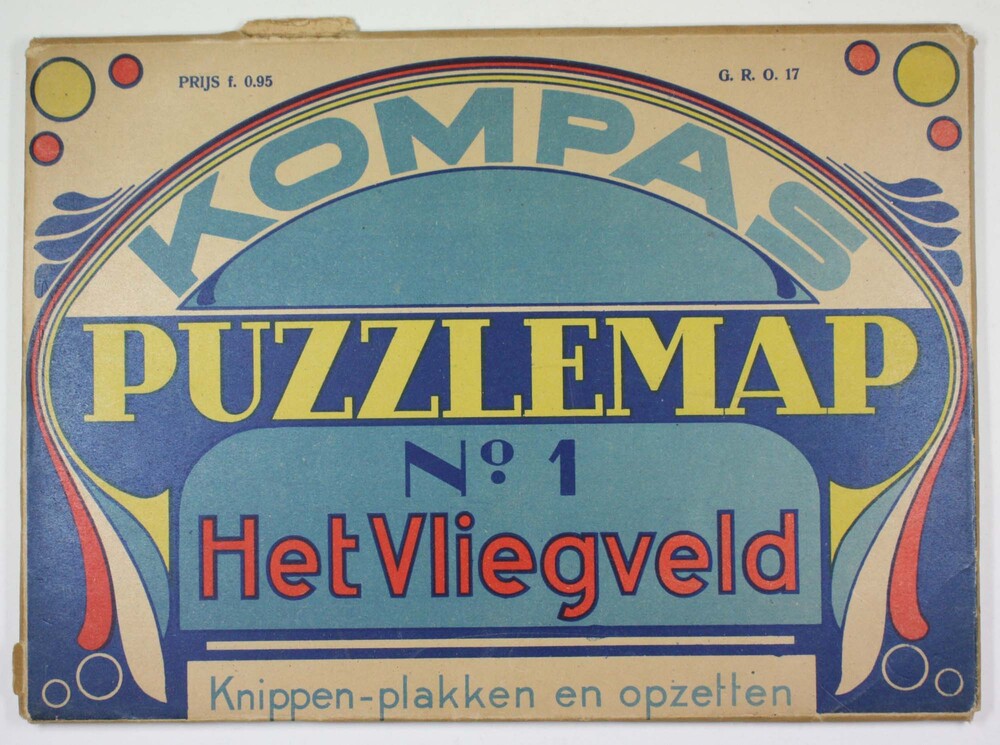 PRIJS f. 0.95
G. R. O. 17
KOMPAS
PUZZLEMAP
Nº 1
Het Vliegveld
Knippen-plakken en opzetten